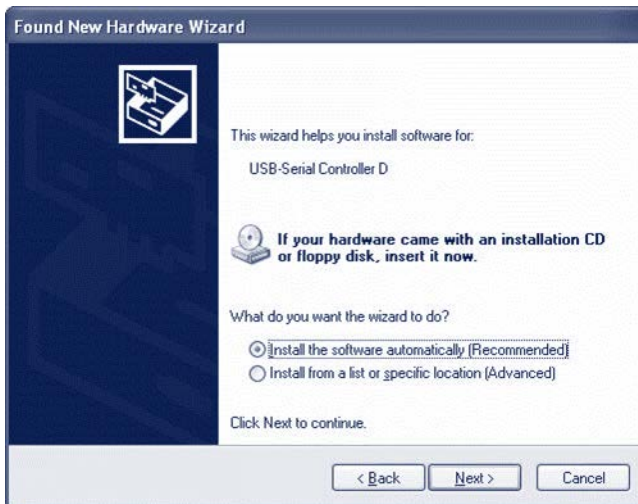 Found New Hardware Wizard
This wizard helps you install software for:
USB-Serial Controller D
If your hardware came with an installation CD
or floppy disk, insert it now.
What do you want the wizard to do?
Install the software automatically (Recommended)
Install from a list or specific location (Advanced)
Click Next to continue.
< Back Next > Cancel